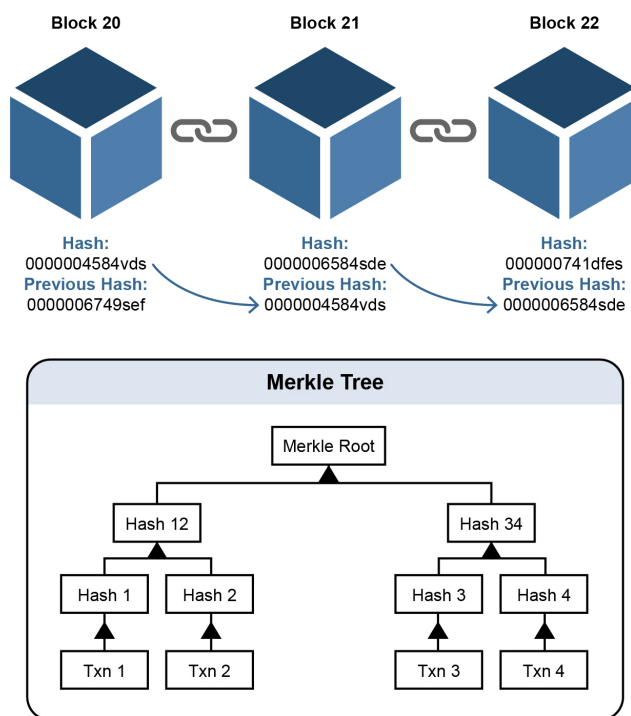 Block 20
Block 21
Block 22
Hash:
0000004584vds
Previous Hash:
0000006749sef
Hash:
0000006584sde
Previous Hash:
0000004584vds
Hash:
000000741dfes
Previous Hash:
0000006584sde
Merkle Tree
Merkle Root
Hash 12
Hash 34
Hash 1
Hash 2
Hash 3
Hash 4
Txn 1
Txn 2
Txn 3
Txn 4